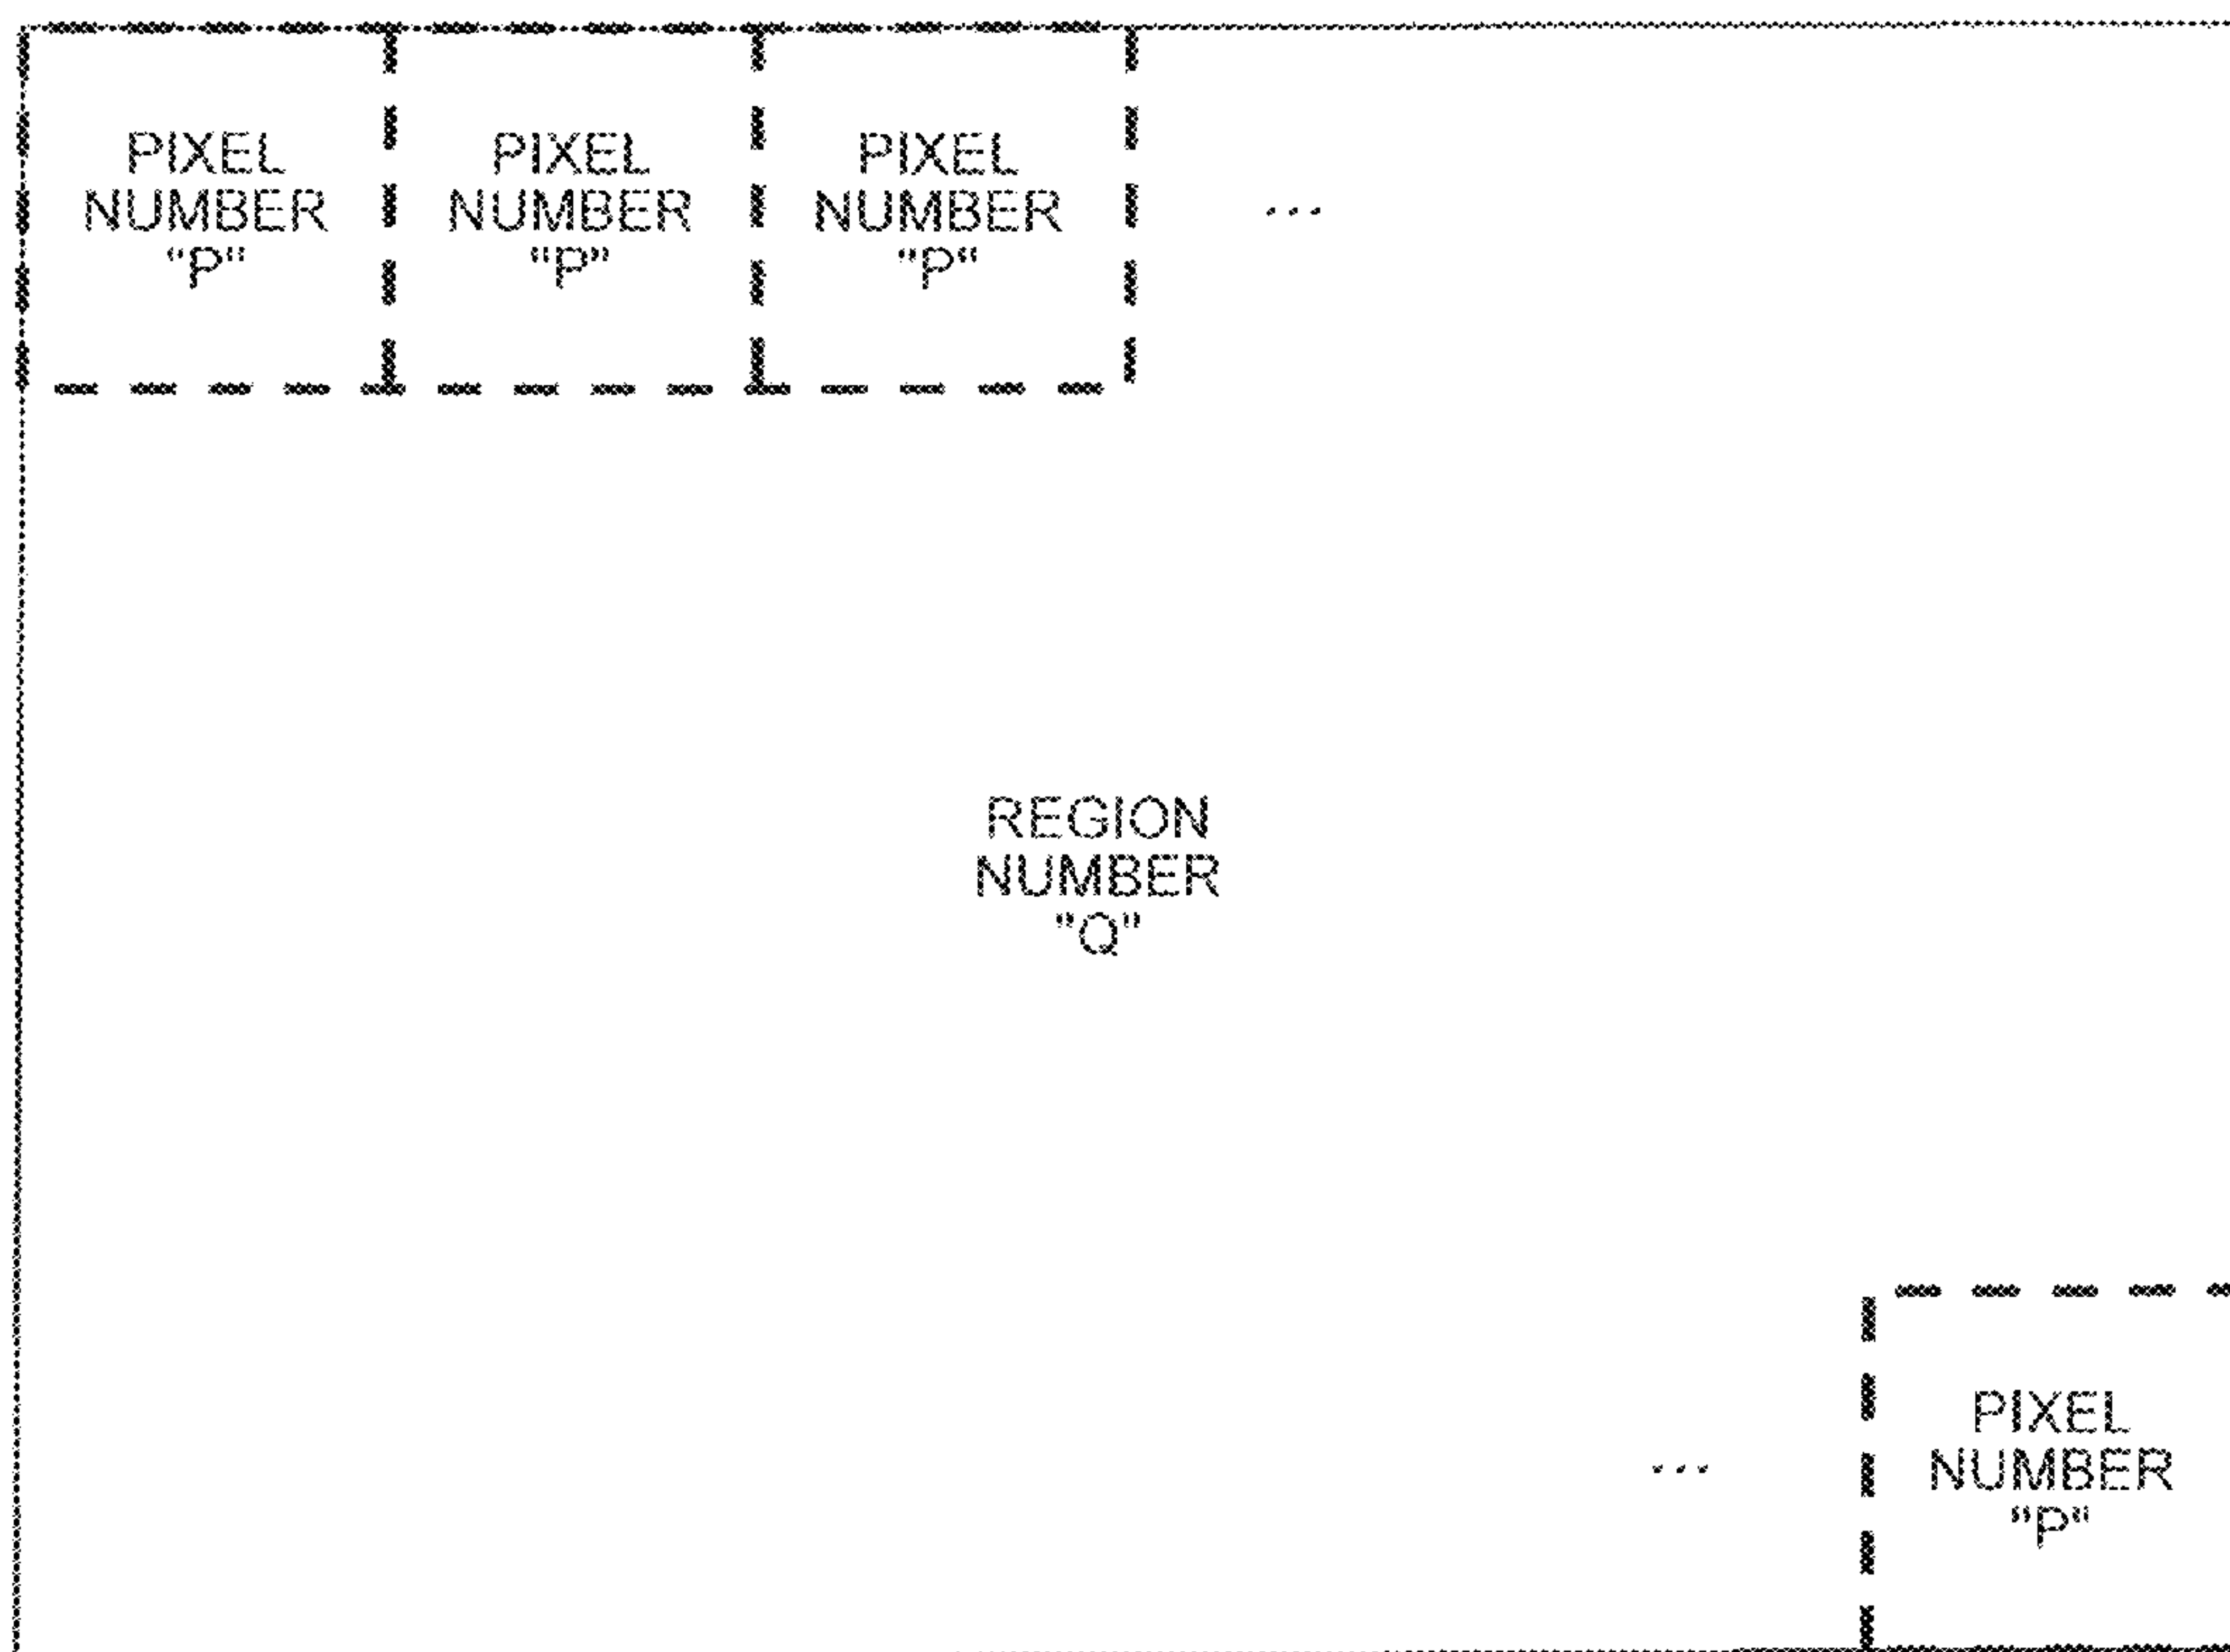 PIXEL
NUMBER
"P"
PIXEL
NUMBER
"P"
PIXEL
NUMBER
"P"
...
REGION
NUMBER
"Q"
...
PIXEL
NUMBER
"P"